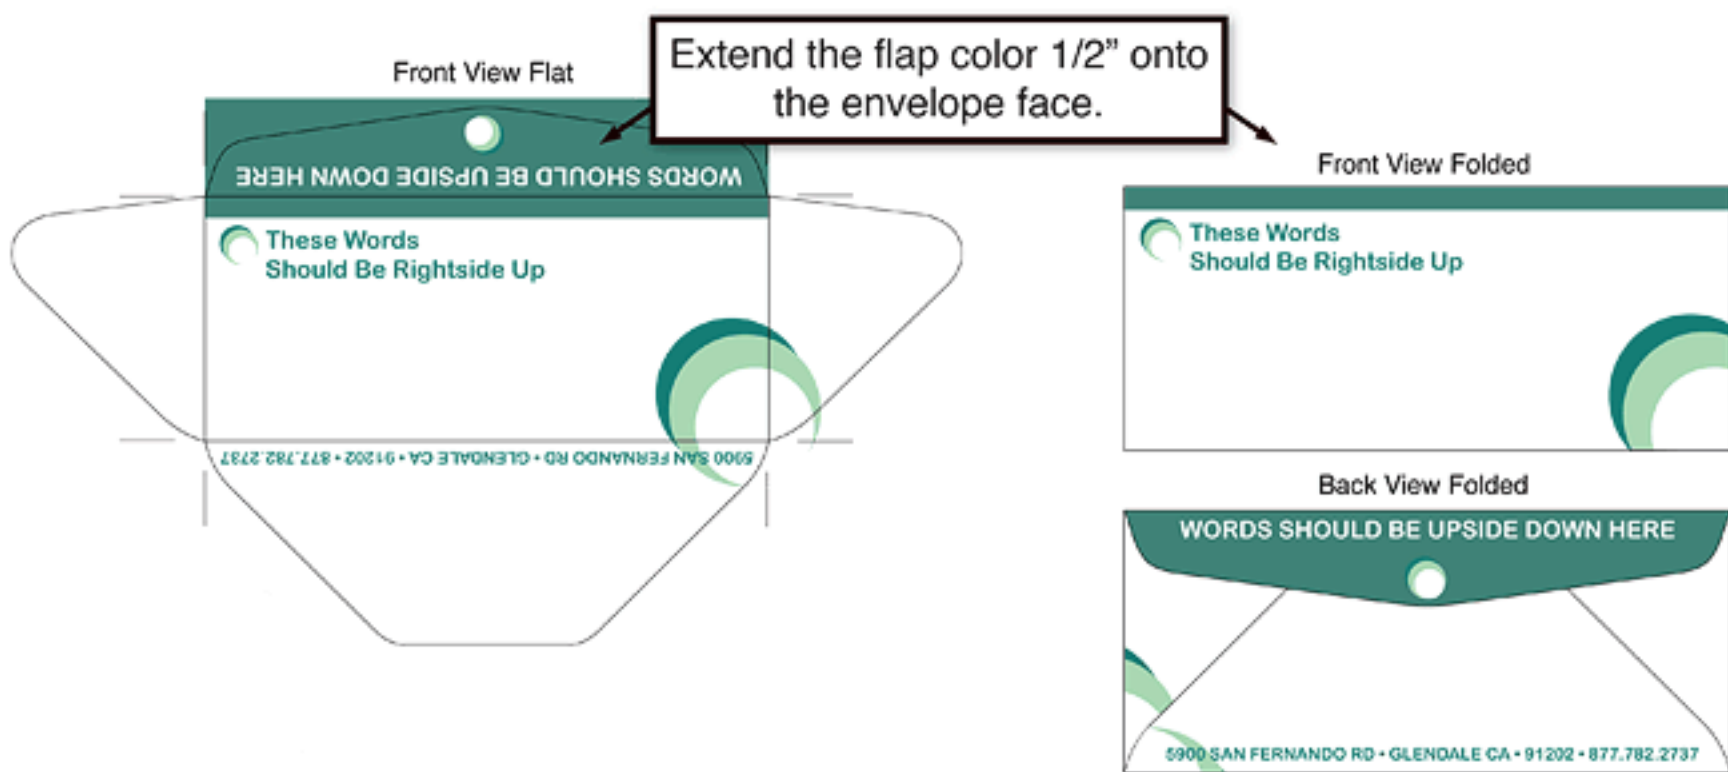 Extend the flap color 1/2” onto
the envelope face.
Front View Flat
WORDS SHOULD BE UPSIDE DOWN HERE
These Words
Should Be Rightside Up
5900 SAN FERNANDO RD • GLENDALE CA • 91202 • 877.782.2737
Front View Folded
These Words
Should Be Rightside Up
Back View Folded
WORDS SHOULD BE UPSIDE DOWN HERE
5900 SAN FERNANDO RD • GLENDALE CA • 91202 • 877.782.2737